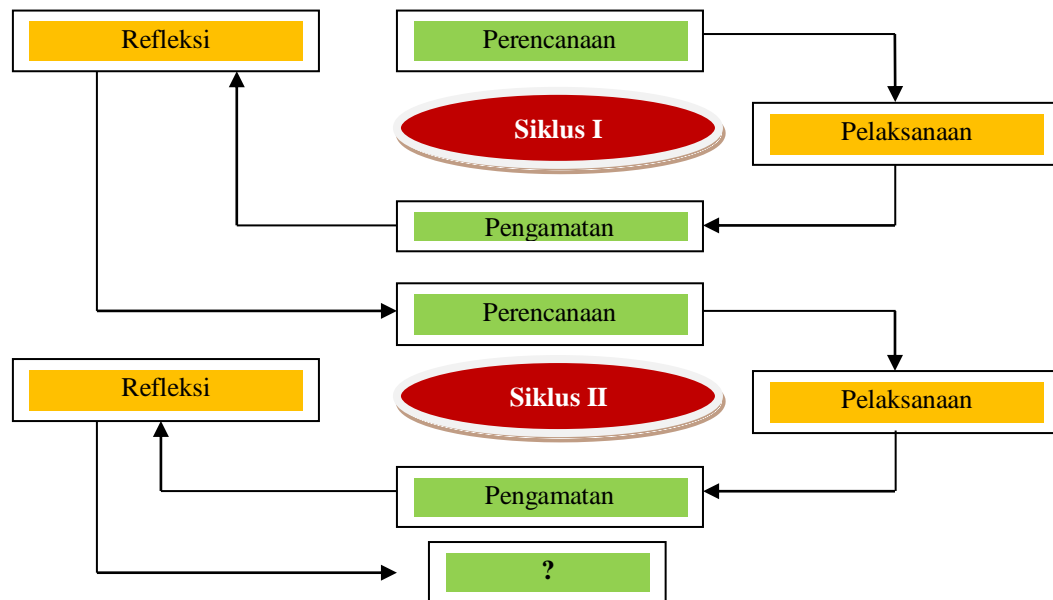 Refleksi
Perencanaan
Siklus I
Pelaksanaan
Pengamatan
Perencanaan
Refleksi
Siklus II
Pelaksanaan
Pengamatan
?